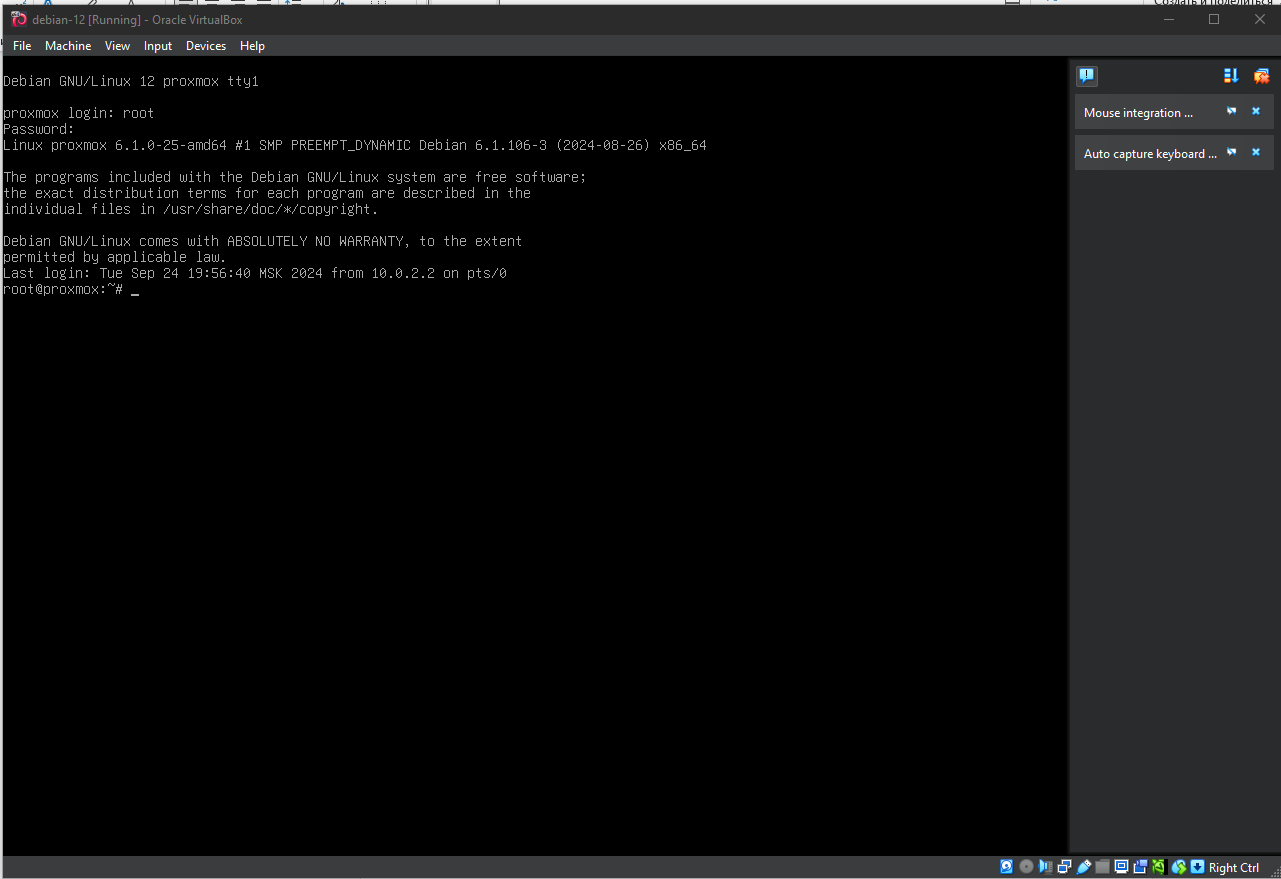 Создать и поделиться
debian-12 [Running] - Oracle VirtualBox
File Machine View Input Devices Help
Debian GNU/Linux 12 proxmox tty1
proxmox login: root
Password:
Linux proxmox 6.1.0-25-amd64 #1 SMP PREEMPT_DYNAMIC Debian 6.1.106-3 (2024-08-26) x86_64
The programs included with the Debian GNU/Linux system are free software;
the exact distribution terms for each program are described in the
individual files in /usr/share/doc/*/copyright.
Debian GNU/Linux comes with ABSOLUTELY NO WARRANTY, to the extent
permitted by applicable law.
Last login: Tue Sep 24 19:56:40 MSK 2024 from 10.0.2.2 on pts/0
root@proxmox:~# _
Mouse integration ...
Auto capture keyboard ...
Right Ctrl